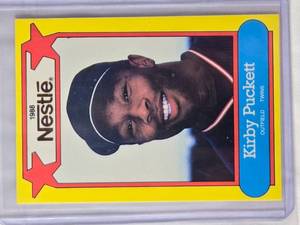 1988
Nestlé®
Kirby Puckett
OUTFIELD TWINS